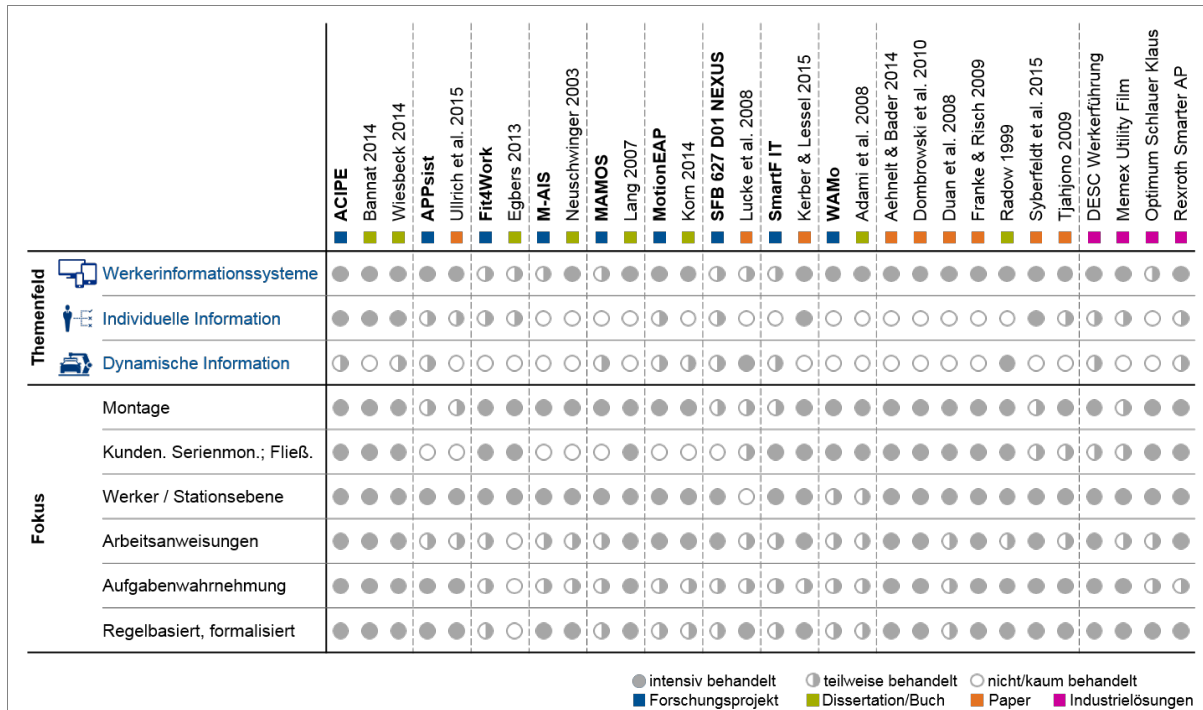 ACIPE
Bannat 2014
Wiesbeck 2014
APPsist
Ullrich et al. 2015
Fit4Work
Egbers 2013
M-AIS
Neuschwinger 2003
MAMOS
Lang 2007
MotionEAP
Korn 2014
SFB 627 D01 NEXUS
Lucke et al. 2008
SmartF IT
Kerber & Lessel 2015
WAMo
Adami et al. 2008
Aehnelt & Bader 2014
Dombrowski et al. 2010
Duan et al. 2008
Franke & Risch 2009
Radow 1999
Syberfeldt et al. 2015
Tjahjono 2009
DESC Werkerführung
Memex Utility Film
Optimum Schlauer Klaus
Rexroth Smarter AP
Themenfeld
Werkerinformationssysteme
Individuelle Information
Dynamische Information
Fokus
Montage
Kunden. Serienmon.; Fließ.
Werker / Stationsebene
Arbeitsanweisungen
Aufgabenwahrnehmung
Regelbasiert, formalisiert
intensiv behandelt teilweise behandelt nicht/kaum behandelt
Forschungsprojekt Dissertation/Buch Paper Industrielösungen